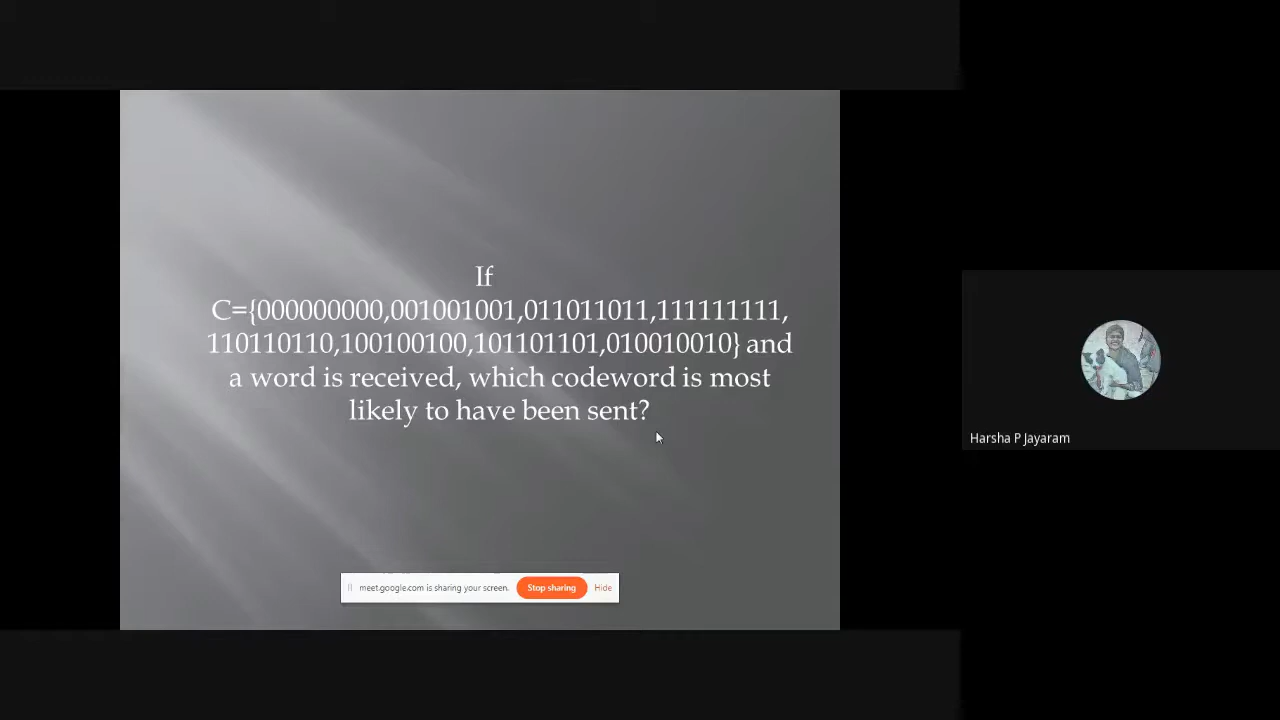 If
C={000000000,001001001,011011011,111111111,
110110110,100100100,101101101,010010010} and
a word is received, which codeword is most
likely to have been sent?
meet.google.com is sharing your screen. Stop sharing Hide
Harsha P Jayaram